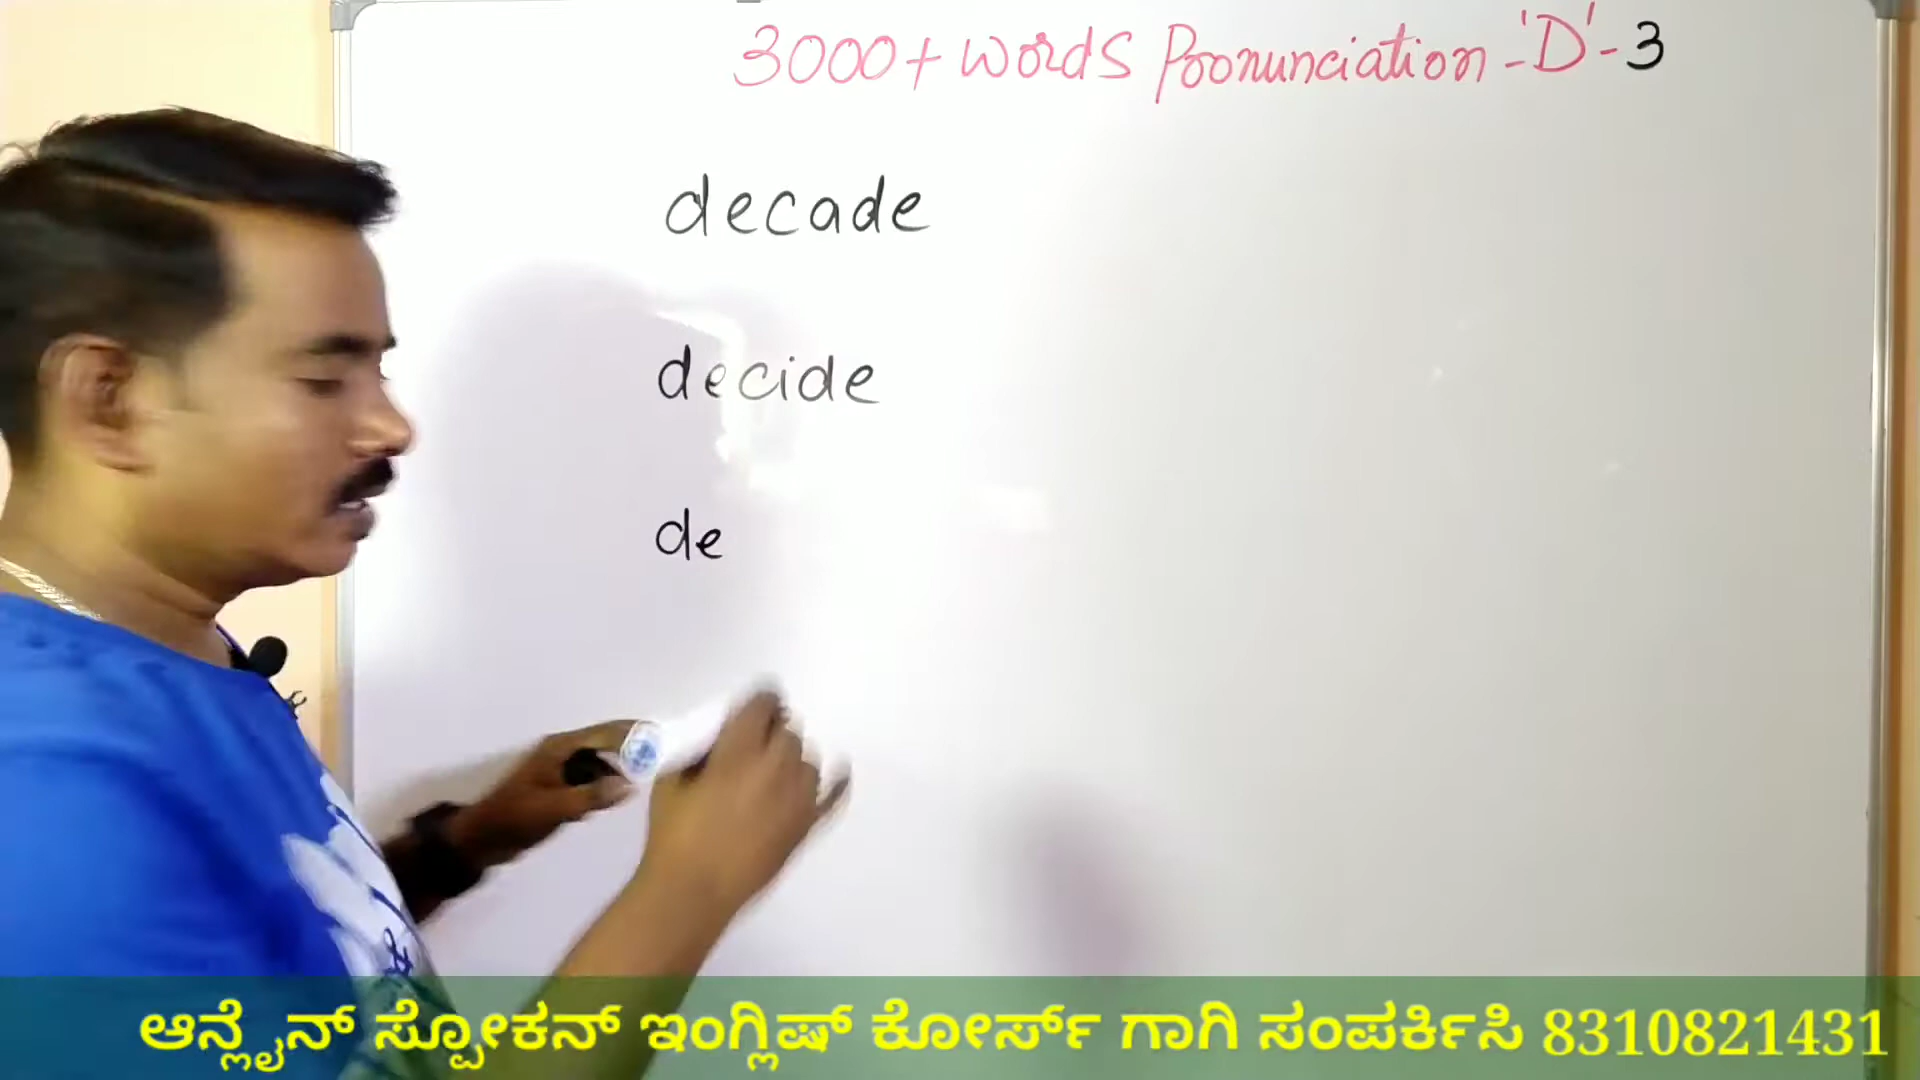 3000+ words Pronunciation - 'D' - 3
decade
decide
de
ಆನ್ಲೈನ್ ಸ್ಪೋಕನ್ ಇಂಗ್ಲಿಷ್ ಕೋರ್ಸ್ ಗಾಗಿ ಸಂಪರ್ಕಿಸಿ 8310821431